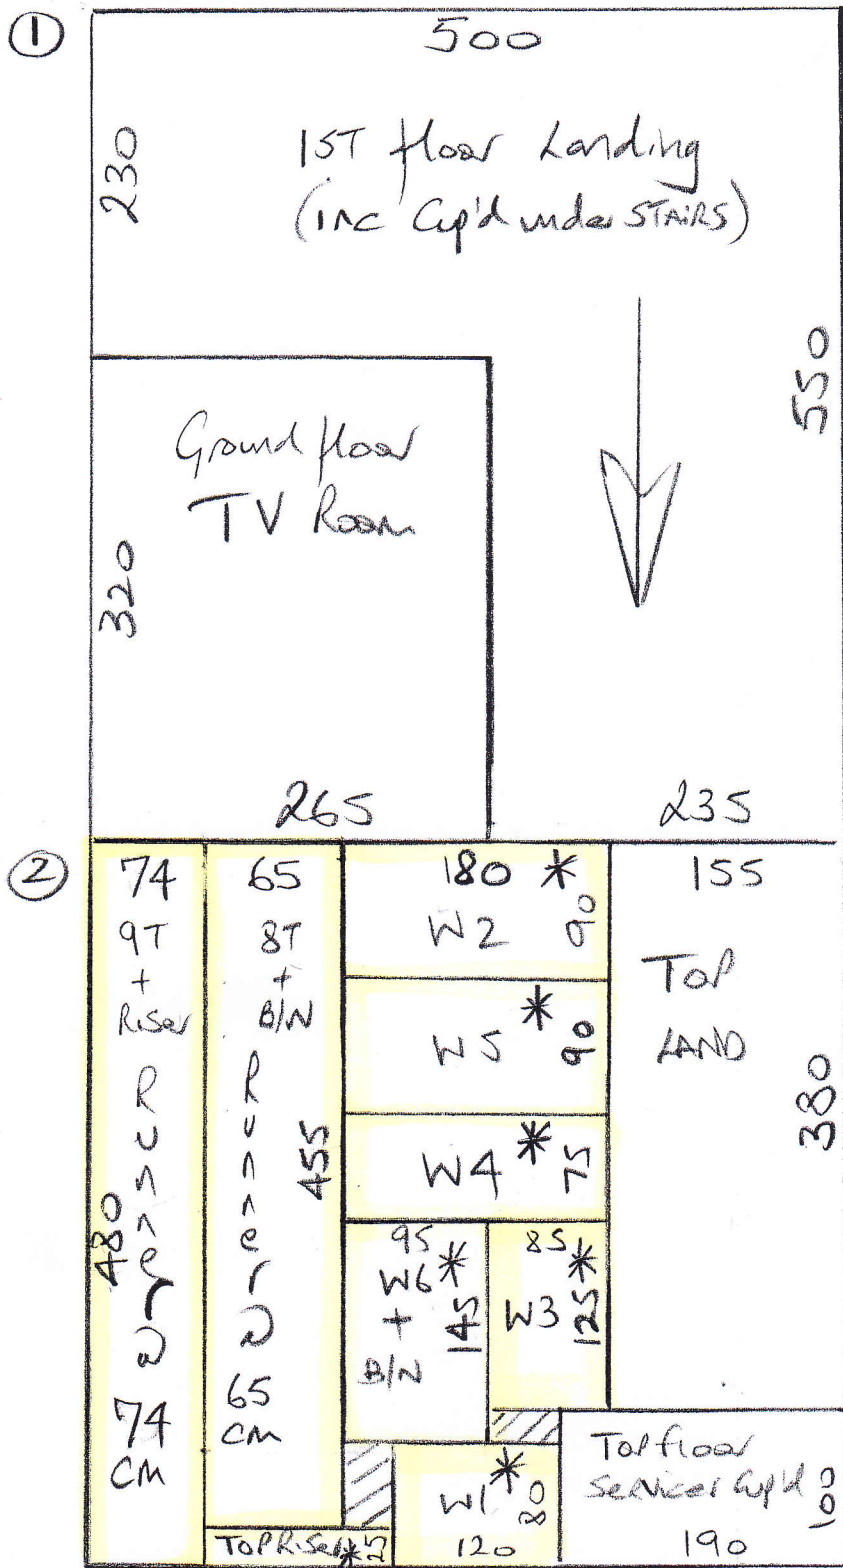 ①
500
230
1ST floor Landing
(inc Cup'd under STAIRS)
550
Ground floor
TV Room
320
265
235
②
74
9T
+
Riser
Runner
480
74
CM
65
8T
+
B/N
Runner
455
65
CM
180 *
W2
90
W5 *
90
W4 *
75
95
W6 *
+
B/N
145
85
W3 *
125
155
TOP
LAND
380
W1 *
80
120
TOP Riser *
25
Top floor
Services Cup'd
100
190